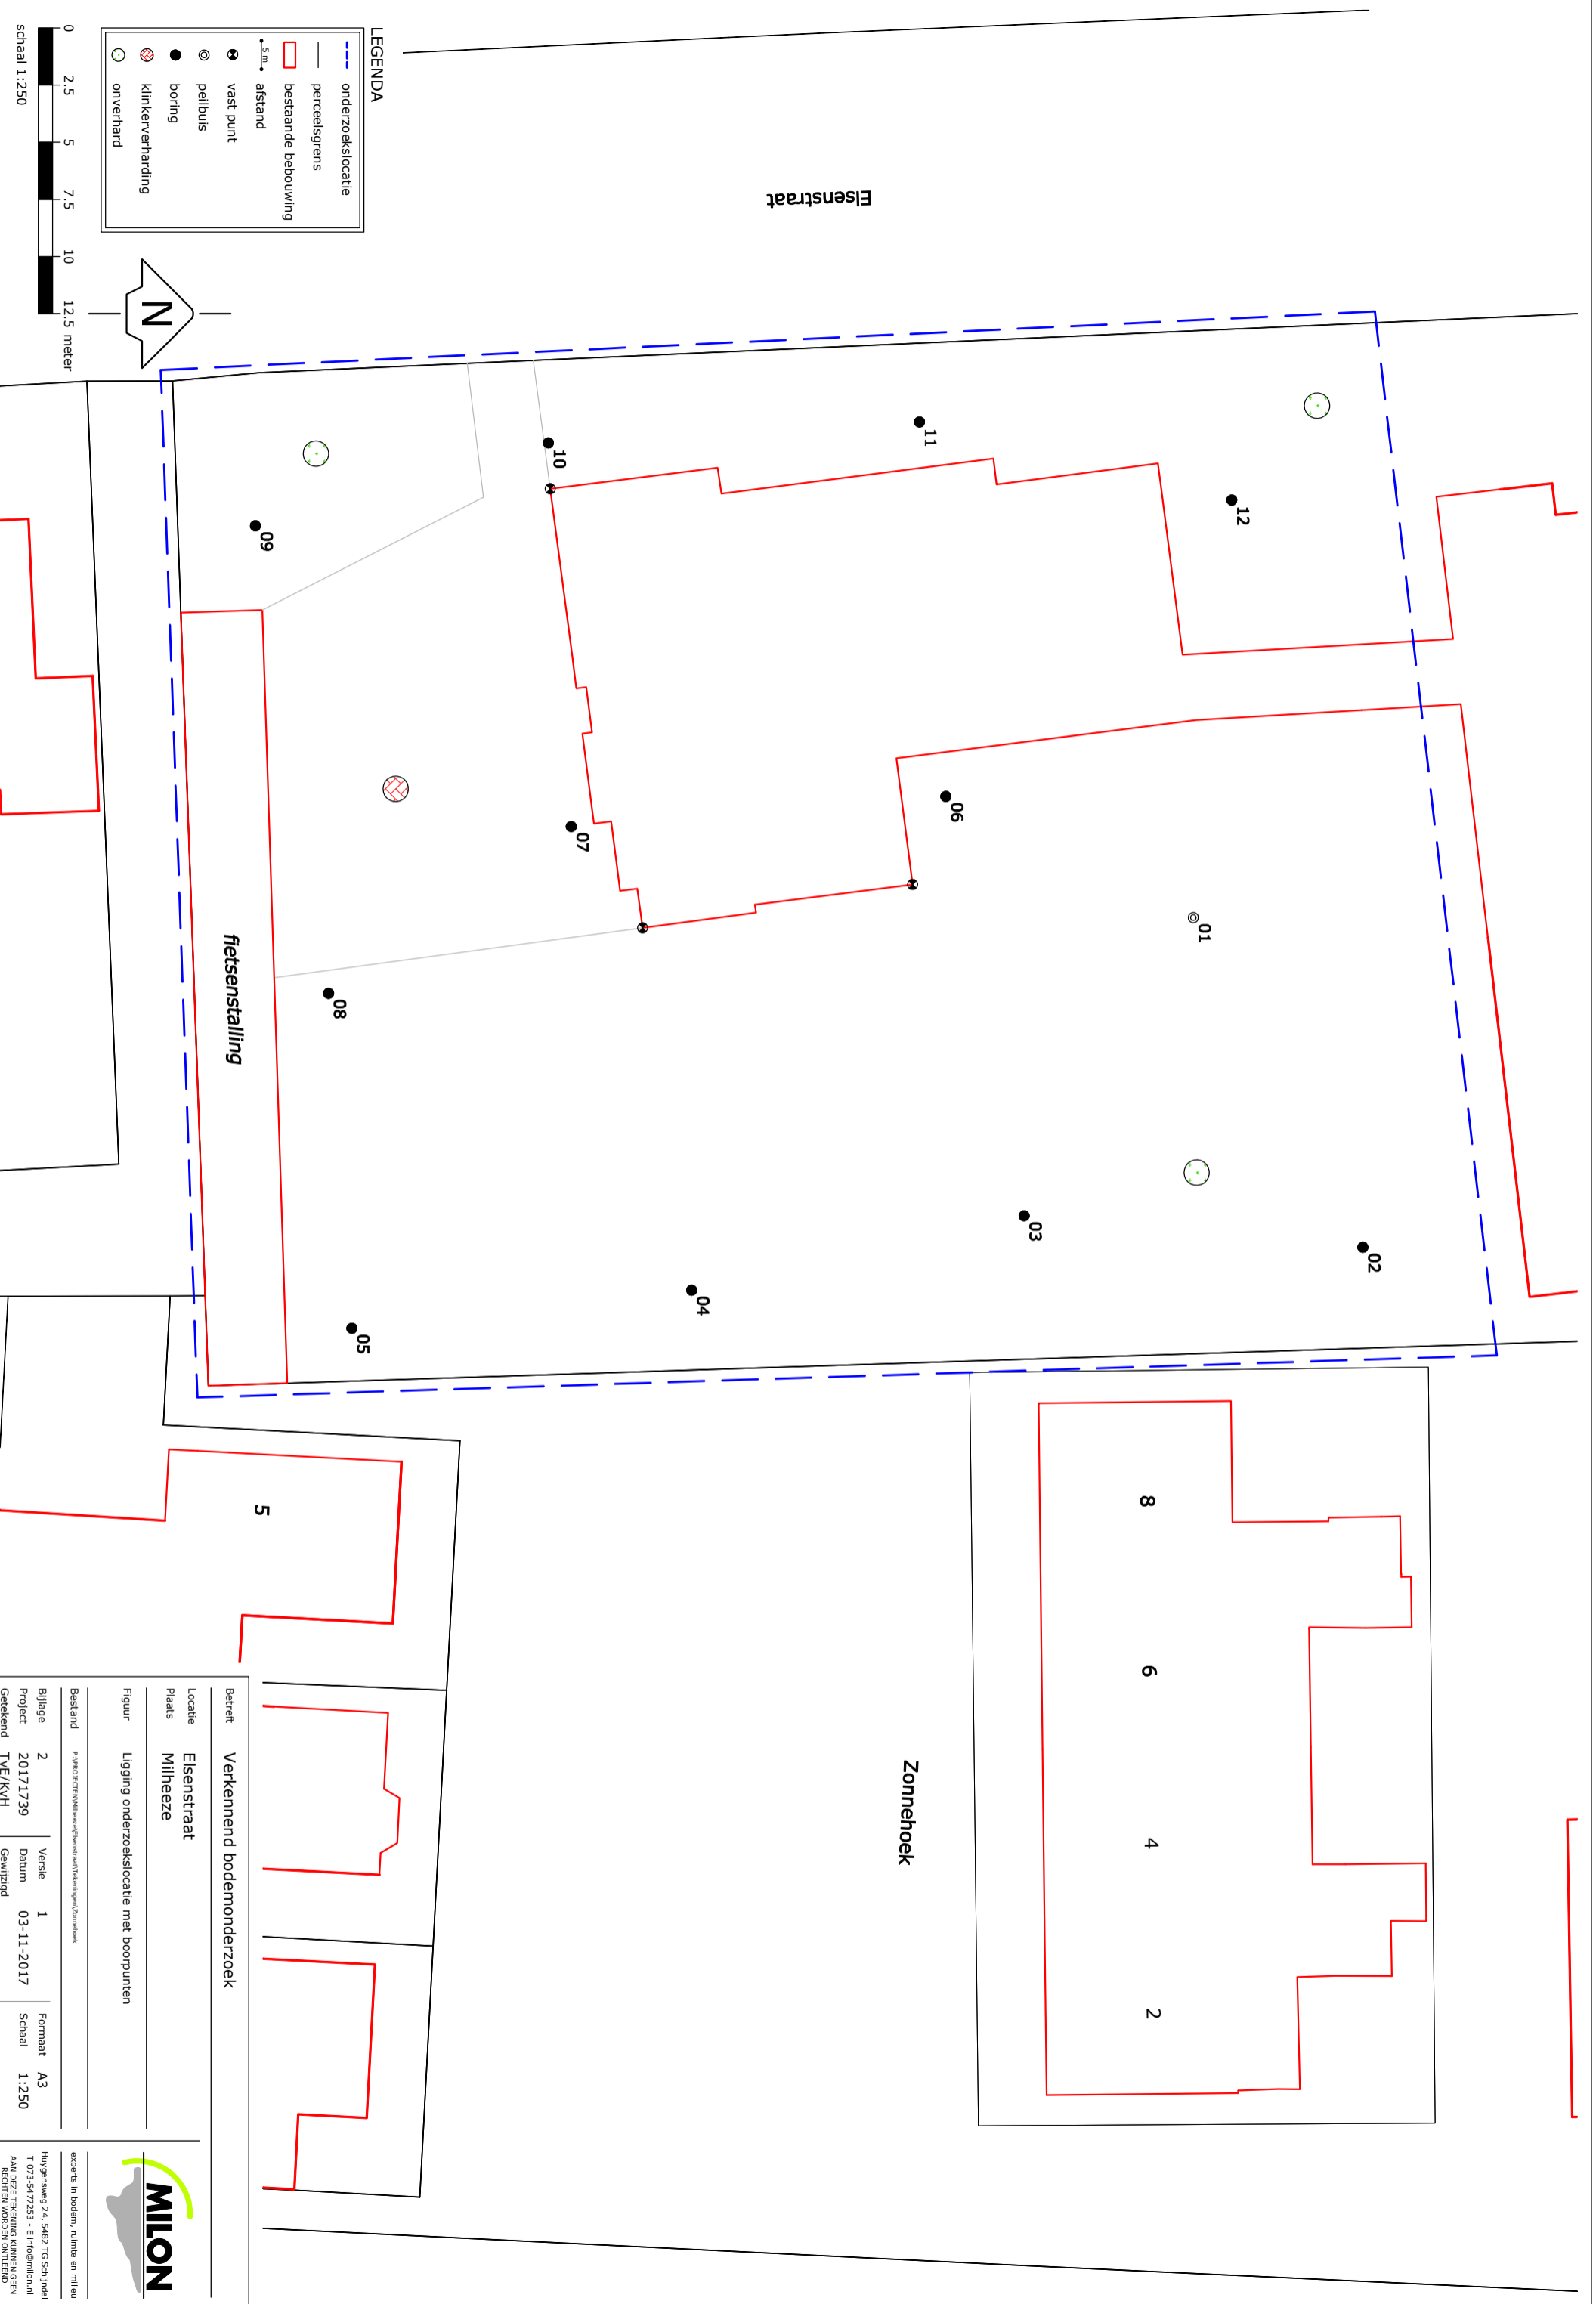 Elsenstraat
12
11
10
09
06
01
07
08
02
03
04
05
fietsenstalling
Zonnehoek
8
6
4
2
5
LEGENDA
onderzoekslocatie
perceelsgrens
bestaande bebouwing
5 m
afstand
vast punt
peilbuis
boring
klinkerverharding
onverhard
0 2.5 5 7.5 10 12.5 meter
schaal 1:250
N
Betreft Verkennend bodemonderzoek
Locatie Elsenstraat
Plaats Milheeze
Figuur Ligging onderzoekslocatie met boorpunten
Bestand P:\PROJECTEN\Milheeze\Elsenstraat\Tekeningen\Zonnehoek
Bijlage 2 Versie 1 Formaat A3
Project 20171739 Datum 03-11-2017 Schaal 1:250
Getekend TvE/KvH Gewijzigd
MILON
experts in bodem, ruimte en milieu
Huygensweg 24, 5482 TG Schijndel
T 073-5477253 - E info@milon.nl
AAN DEZE TEKENING KUNNEN GEEN
RECHTEN WORDEN ONTLEEND